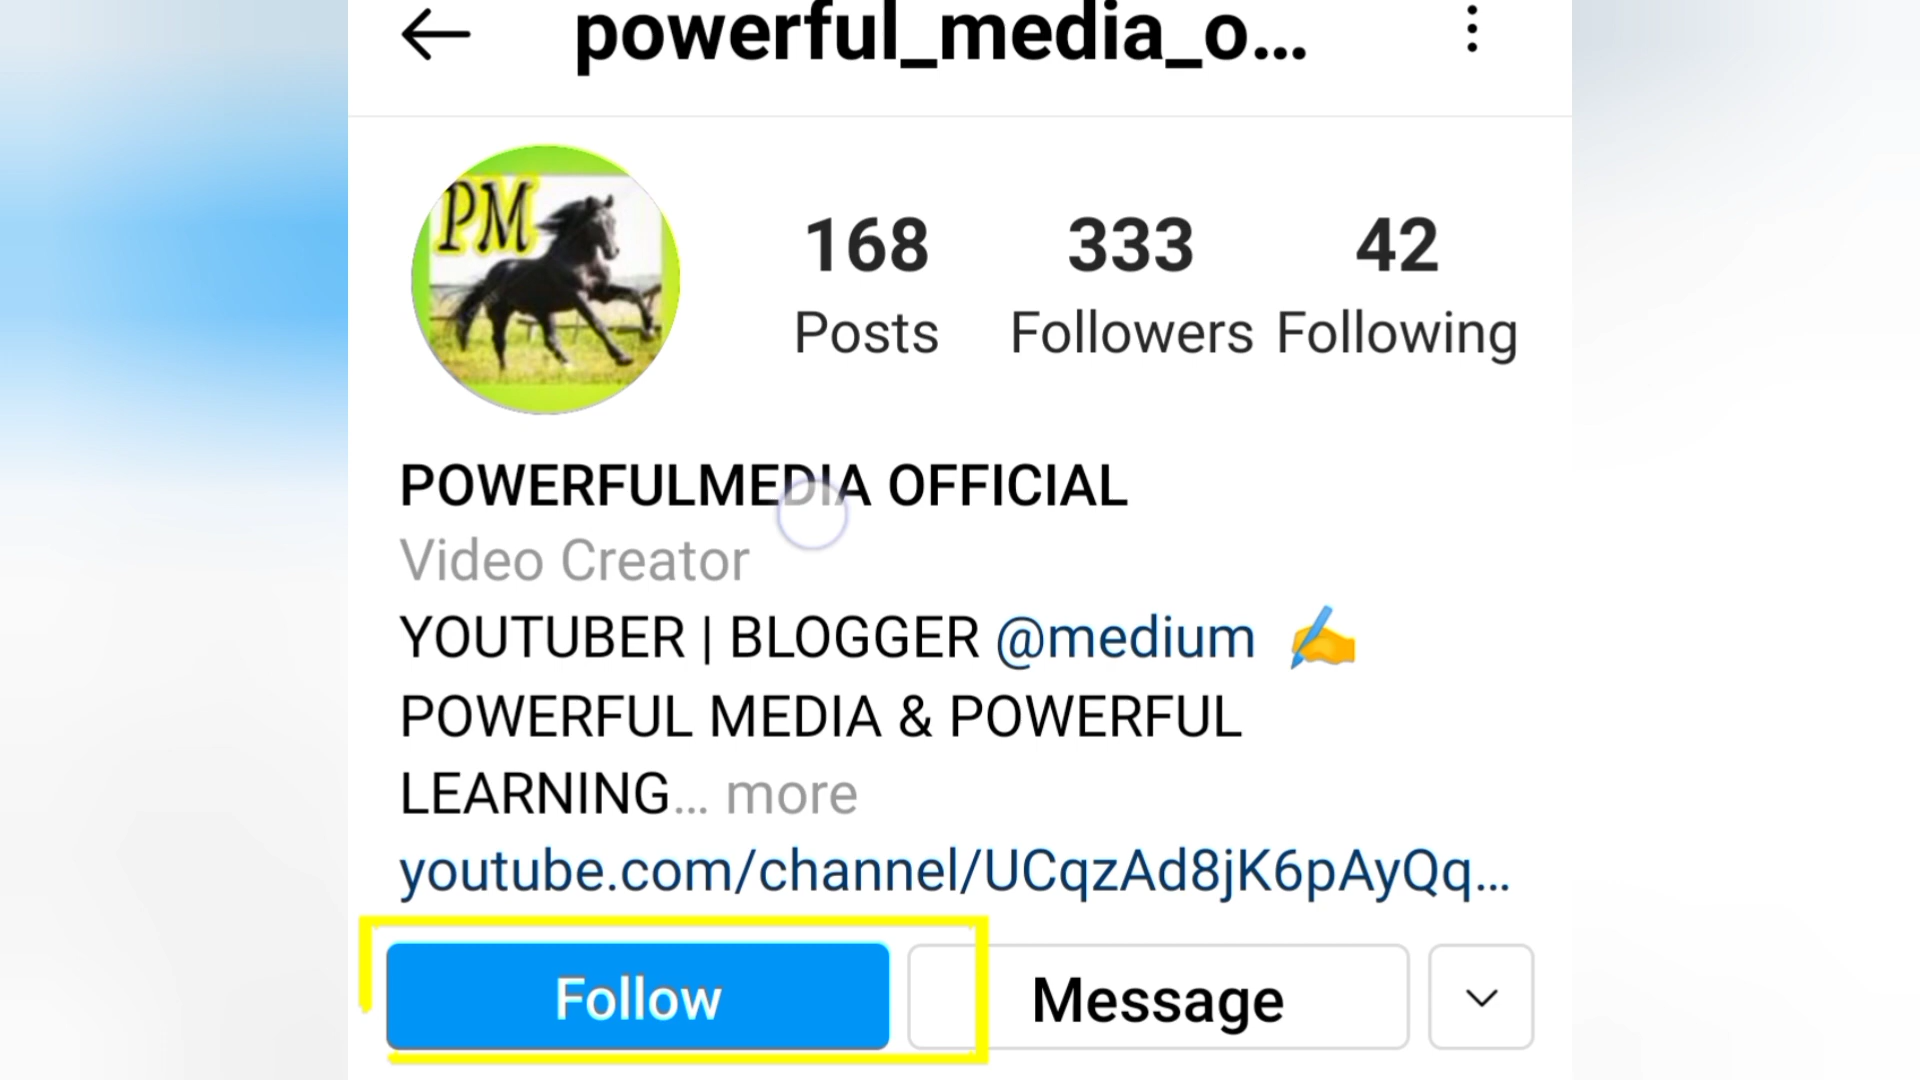 powerful_media_o...
PM
168 333 42
Posts Followers Following
POWERFULMEDIA OFFICIAL
Video Creator
YOUTUBER | BLOGGER @medium ✍️
POWERFUL MEDIA & POWERFUL
LEARNING... more
youtube.com/channel/UCqzAd8jK6pAyQq...
Follow Message